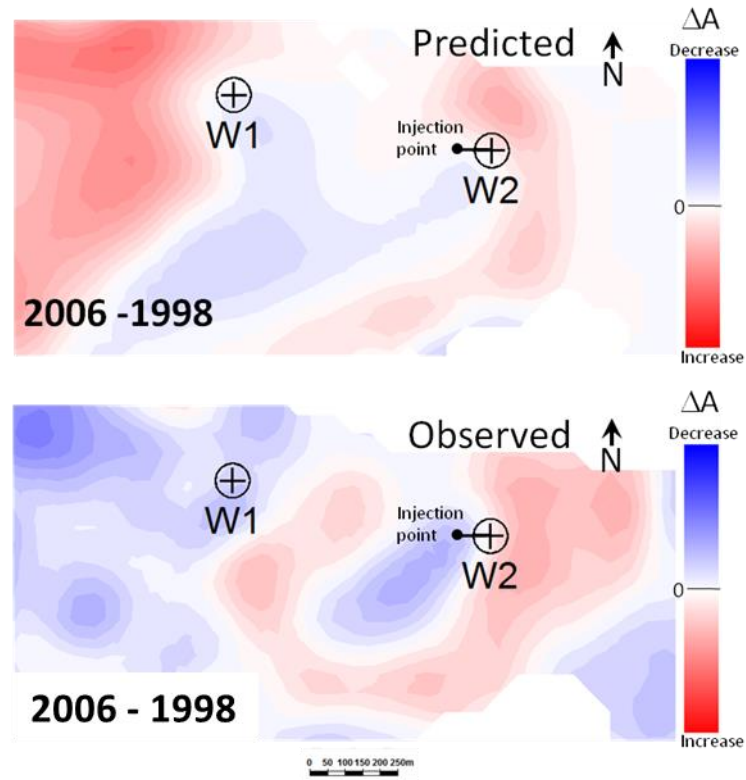 Predicted
N
ΔA
Decrease
0
Increase
W1
Injection
point
W2
2006 -1998
Observed
N
ΔA
Decrease
0
Increase
W1
Injection
point
W2
2006 - 1998
0 50 100 150 200 250m